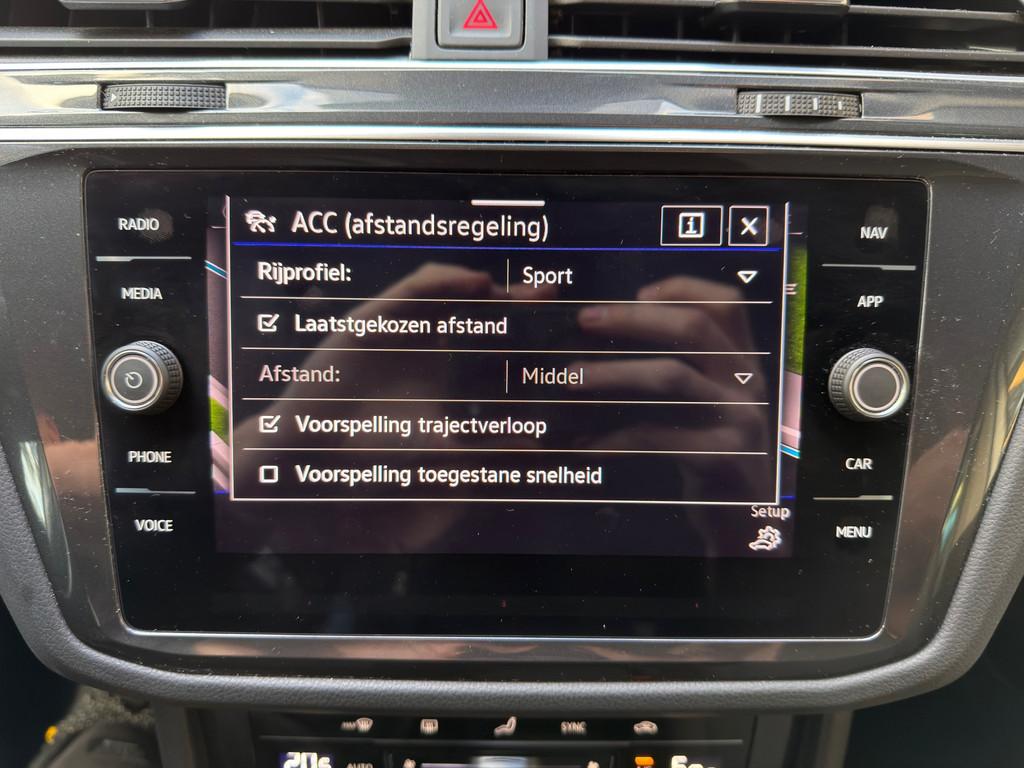 RADIO
MEDIA
PHONE
VOICE
ACC (afstandsregeling)
i
Rijprofiel: Sport
Laatstgekozen afstand
Afstand: Middel
Voorspelling trajectverloop
Voorspelling toegestane snelheid
Setup
NAV
APP
CAR
MENU
SYNC
AUTO